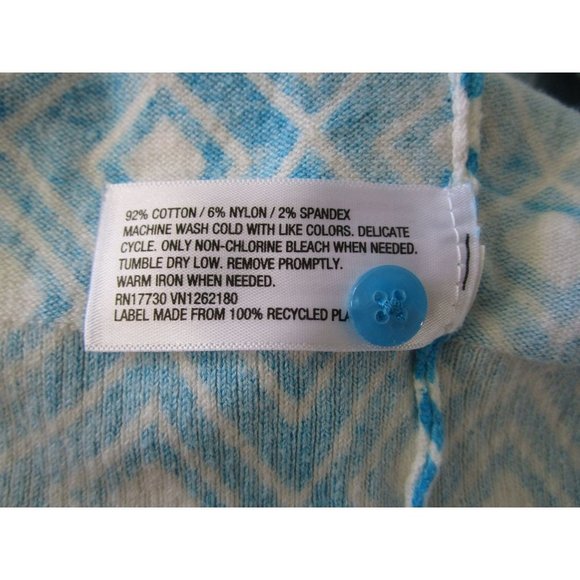 92% COTTON / 6% NYLON / 2% SPANDEX
MACHINE WASH COLD WITH LIKE COLORS. DELICATE
CYCLE. ONLY NON-CHLORINE BLEACH WHEN NEEDED.
TUMBLE DRY LOW. REMOVE PROMPTLY.
WARM IRON WHEN NEEDED.
RN17730 VN1262180
LABEL MADE FROM 100% RECYCLED